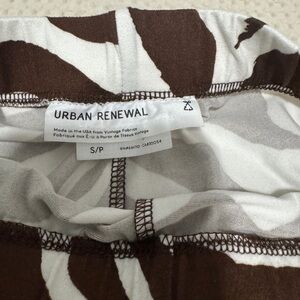 URBAN RENEWAL
Made in the USA from Vintage Fabrics
Fabriqué aux É.-U. À Partir de Tissus Vintage
S/P